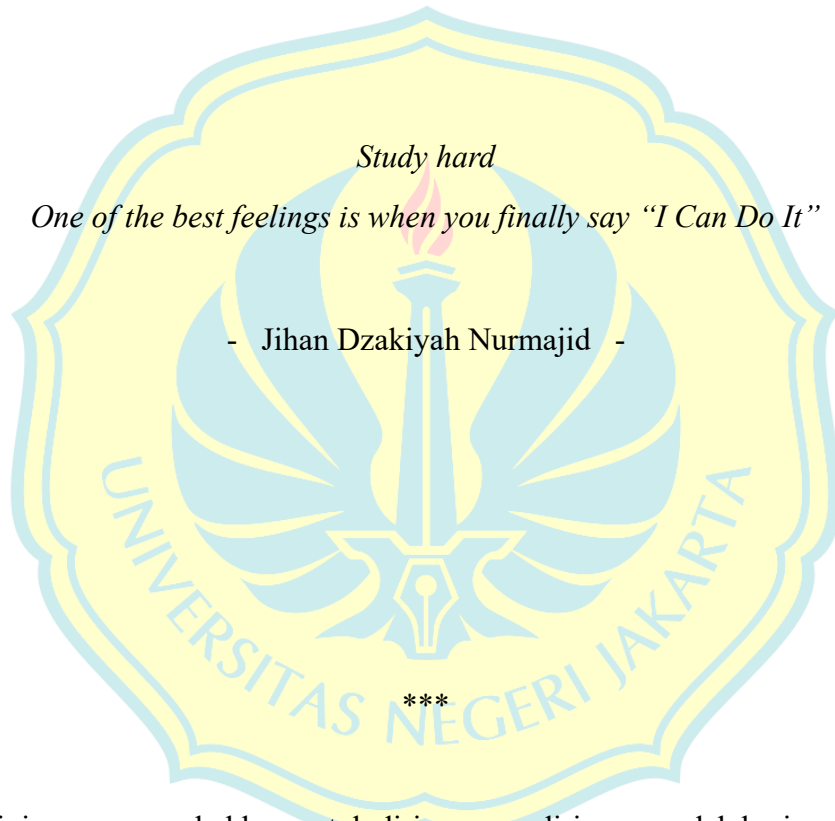 Study hard
One of the best feelings is when you finally say “I Can Do It”
- Jihan Dzakiyah Nurmajid -
UNIVERSITAS NEGERI JAKARTA
***